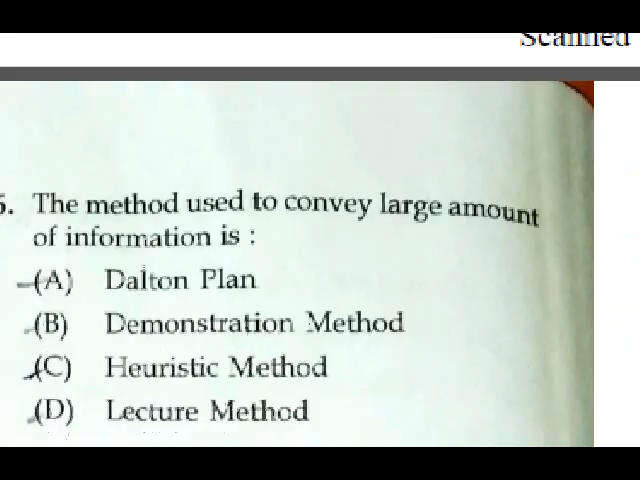 Scanned
5. The method used to convey large amount
of information is :
(A) Dalton Plan
(B) Demonstration Method
(C) Heuristic Method
(D) Lecture Method